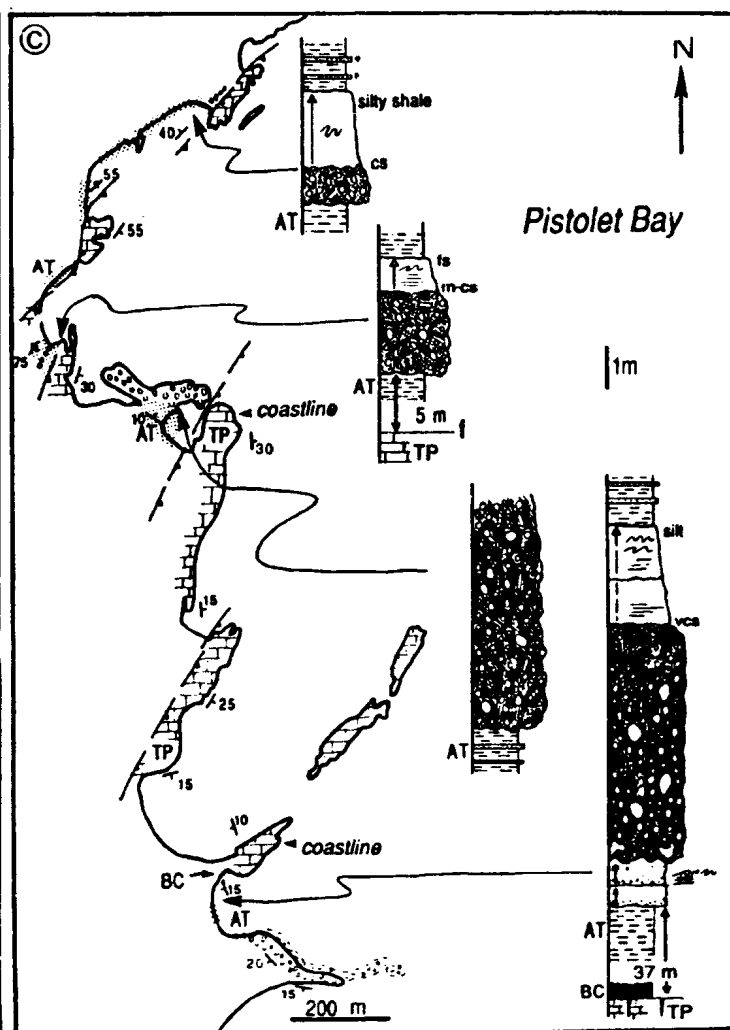 ©
N
silty shale
cs
40
AT
55
Pistolet Bay
55
fs
AT
m-cs
75
TP
30
AT
1m
coastline
10
5 m
AT
TP
30
f
TP
silt
15
vcs
25
AT
TP
15
10
coastline
BC
15
AT
AT
20
37 m
15
BC
TP
200 m